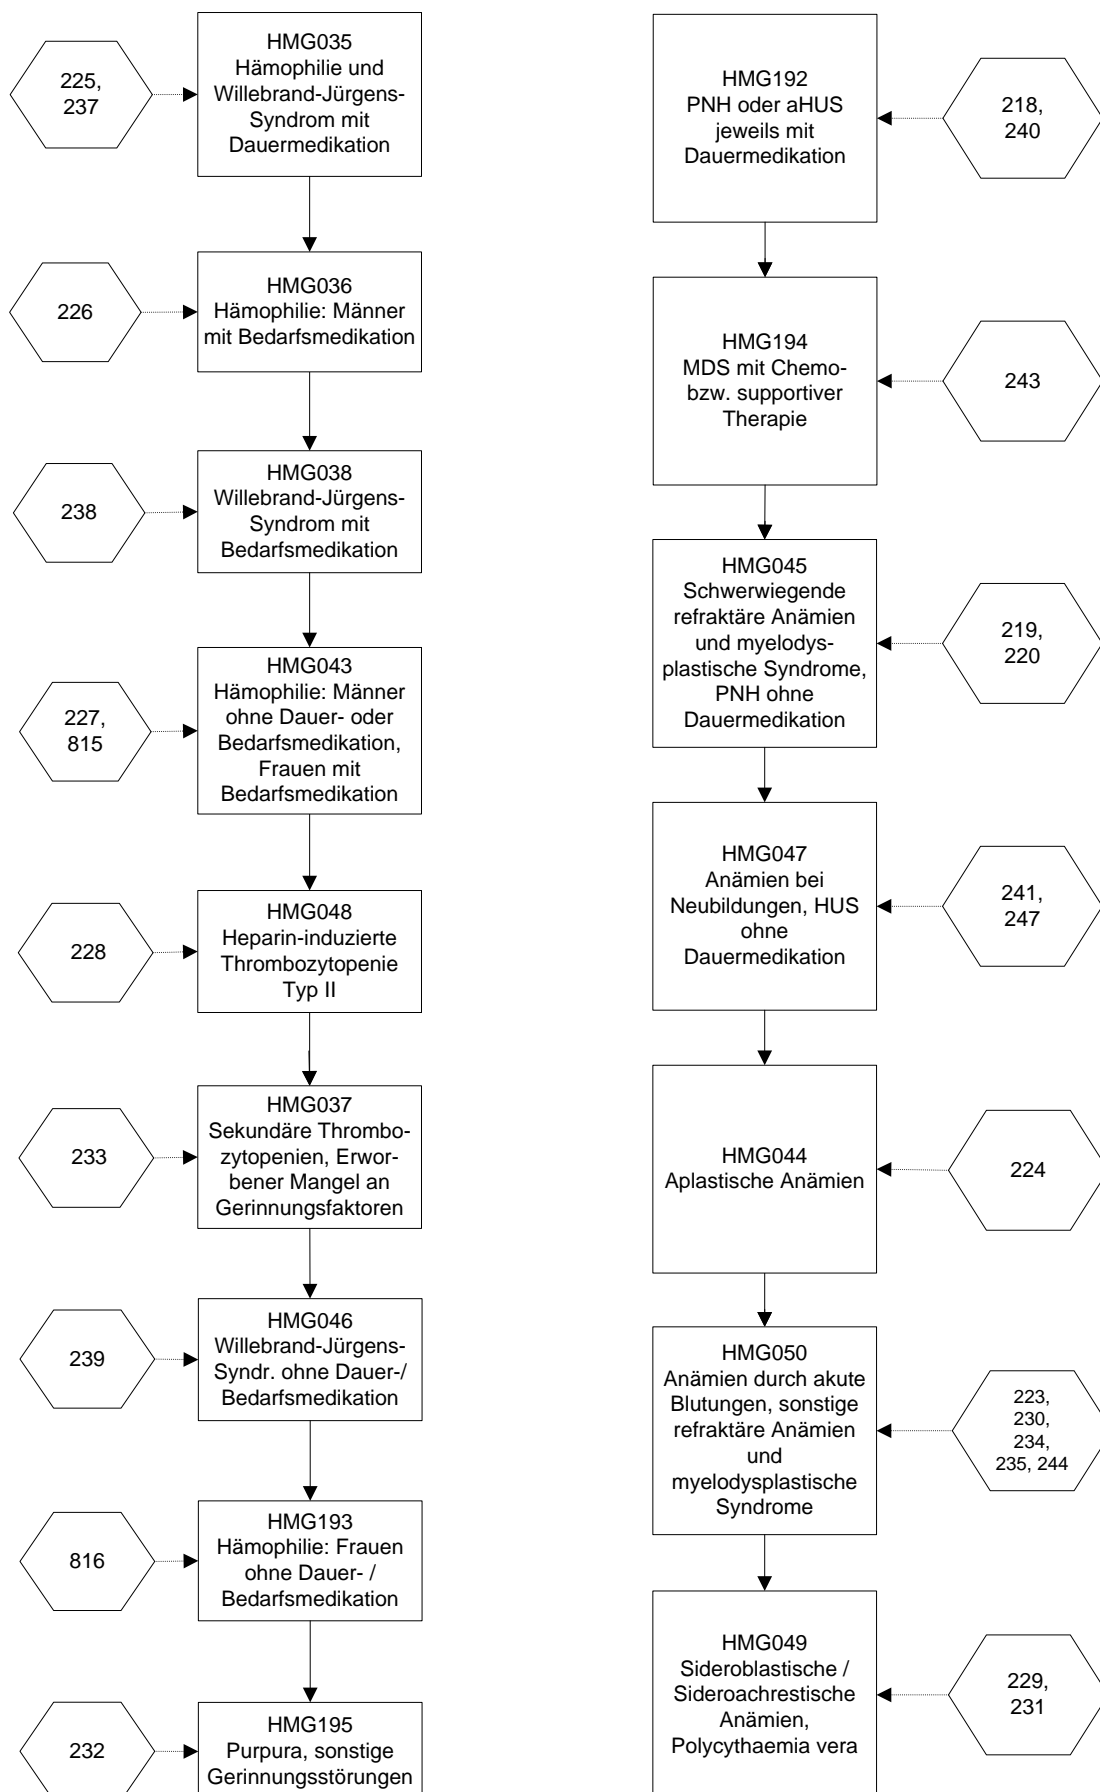 225,
237
HMG035
Hämophilie und
Willebrand-Jürgens-
Syndrom mit
Dauermedikation
226
HMG036
Hämophilie: Männer
mit Bedarfsmedikation
238
HMG038
Willebrand-Jürgens-
Syndrom mit
Bedarfsmedikation
227,
815
HMG043
Hämophilie: Männer
ohne Dauer- oder
Bedarfsmedikation,
Frauen mit
Bedarfsmedikation
228
HMG048
Heparin-induzierte
Thrombozytopenie
Typ II
233
HMG037
Sekundäre Thrombo-
zytopenien, Erwor-
bener Mangel an
Gerinnungsfaktoren
239
HMG046
Willebrand-Jürgens-
Syndr. ohne Dauer-/
Bedarfsmedikation
816
HMG193
Hämophilie: Frauen
ohne Dauer- /
Bedarfsmedikation
232
HMG195
Purpura, sonstige
Gerinnungsstörungen
HMG192
PNH oder aHUS
jeweils mit
Dauermedikation
218,
240
HMG194
MDS mit Chemo-
bzw. supportiver
Therapie
243
HMG045
Schwerwiegende
refraktäre Anämien
und myelodys-
plastische Syndrome,
PNH ohne
Dauermedikation
219,
220
HMG047
Anämien bei
Neubildungen, HUS
ohne
Dauermedikation
241,
247
HMG044
Aplastische Anämien
224
HMG050
Anämien durch akute
Blutungen, sonstige
refraktäre Anämien
und
myelodysplastische
Syndrome
223,
230,
234,
235, 244
HMG049
Sideroblastische /
Sideroachrestische
Anämien,
Polycythaemia vera
229,
231